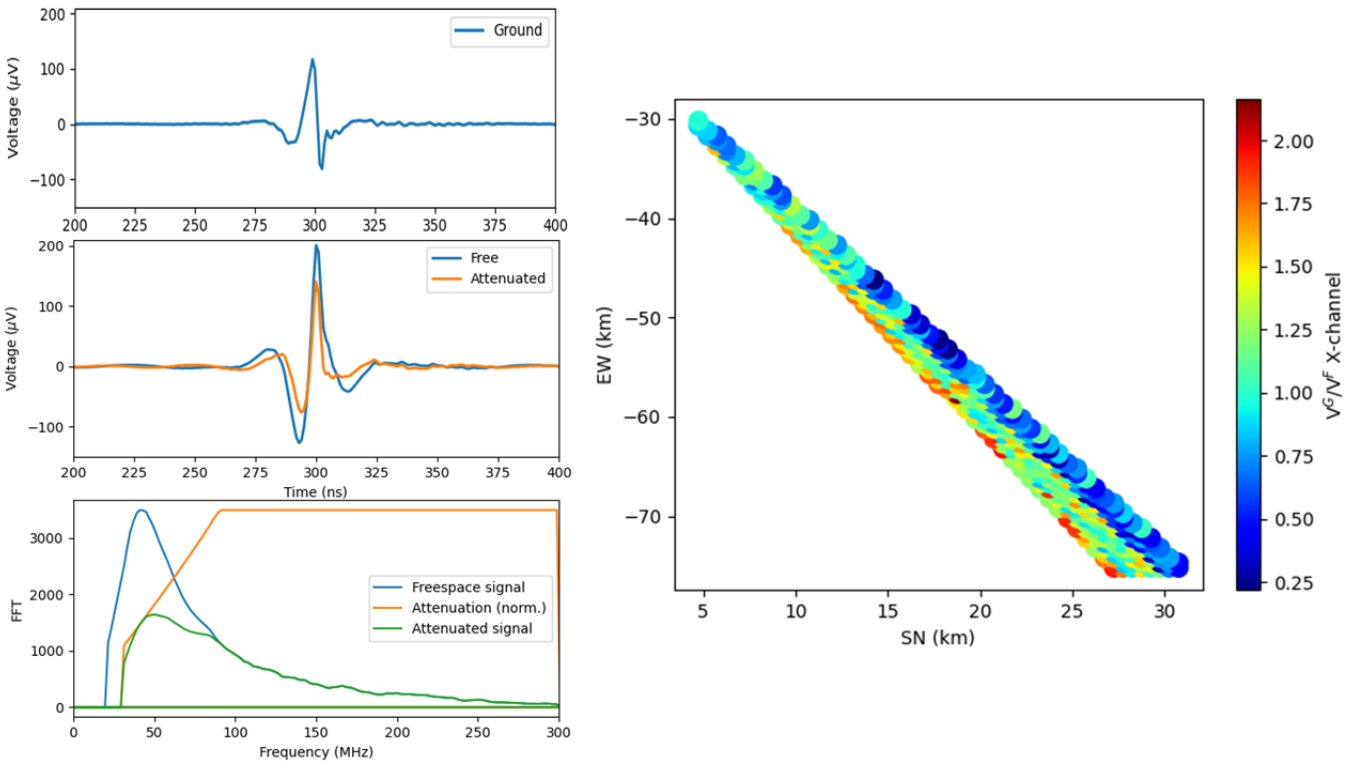 200
100
0
−100
Voltage (μV)
Ground
200 225 250 275 300 325 350 375 400
200
100
0
−100
Voltage (μV)
Free
Attenuated
200 225 250 275 300 325 350 375 400
Time (ns)
3000
2000
1000
0
FFT
Freespace signal
Attenuation (norm.)
Attenuated signal
0 50 100 150 200 250 300
Frequency (MHz)
−30
−40
−50
−60
−70
EW (km)
5 10 15 20 25 30
SN (km)
2.00
1.75
1.50
1.25
1.00
0.75
0.50
0.25
V^G/V^F X-channel